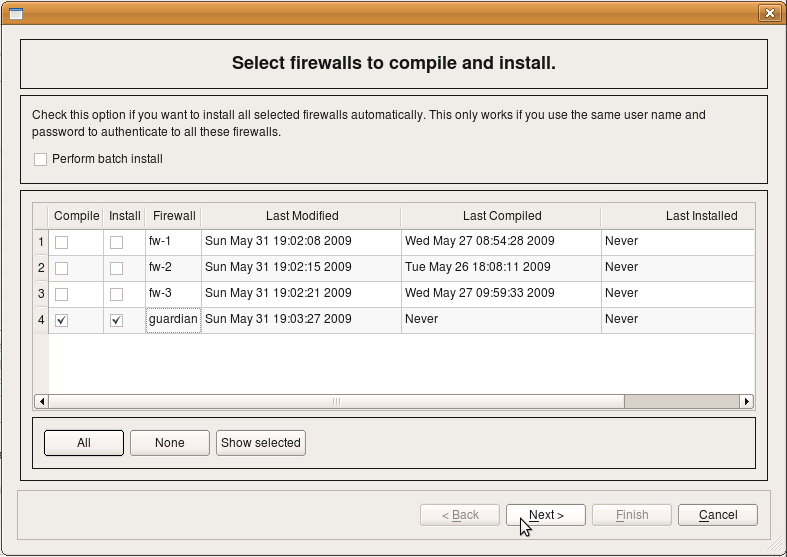 Select firewalls to compile and install.
Check this option if you want to install all selected firewalls automatically. This only works if you use the same user name and
password to authenticate to all these firewalls.
Perform batch install
Compile Install Firewall Last Modified Last Compiled Last Installed
1 fw-1 Sun May 31 19:02:08 2009 Wed May 27 08:54:28 2009 Never
2 fw-2 Sun May 31 19:02:15 2009 Tue May 26 18:08:11 2009 Never
3 fw-3 Sun May 31 19:02:21 2009 Wed May 27 09:59:33 2009 Never
4 guardian Sun May 31 19:03:27 2009 Never Never
All None Show selected
< Back Next > Finish Cancel